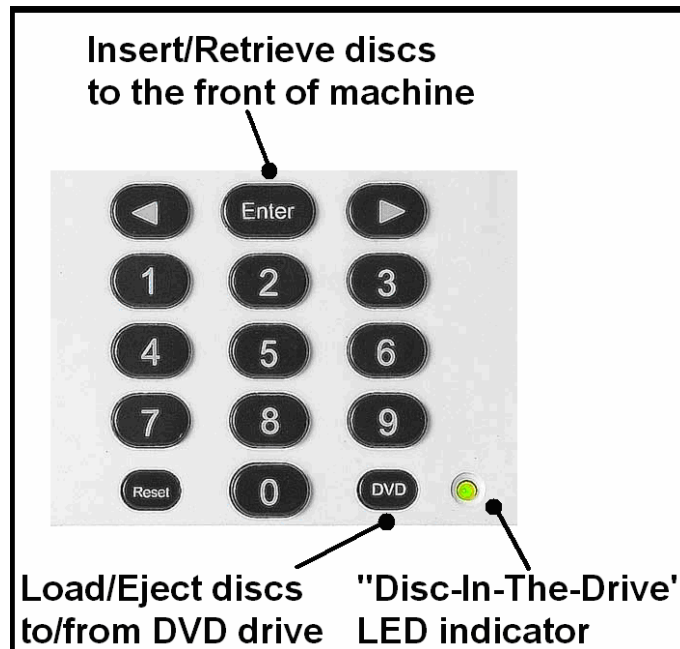 Insert/Retrieve discs
to the front of machine
Enter
1 2 3
4 5 6
7 8 9
Reset 0 DVD
Load/Eject discs
to/from DVD drive
"Disc-In-The-Drive"
LED indicator